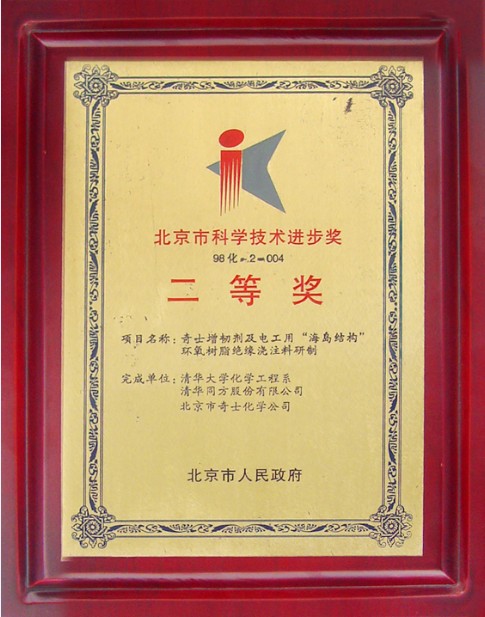 北京市科学技术进步奖
98化-2-004
二等奖
项目名称：奇士增韧剂及电工用“海岛结构”
环氧树脂绝缘浇注料研制
完成单位：清华大学化学工程系
清华同方股份有限公司
北京市奇士化学公司
北京市人民政府